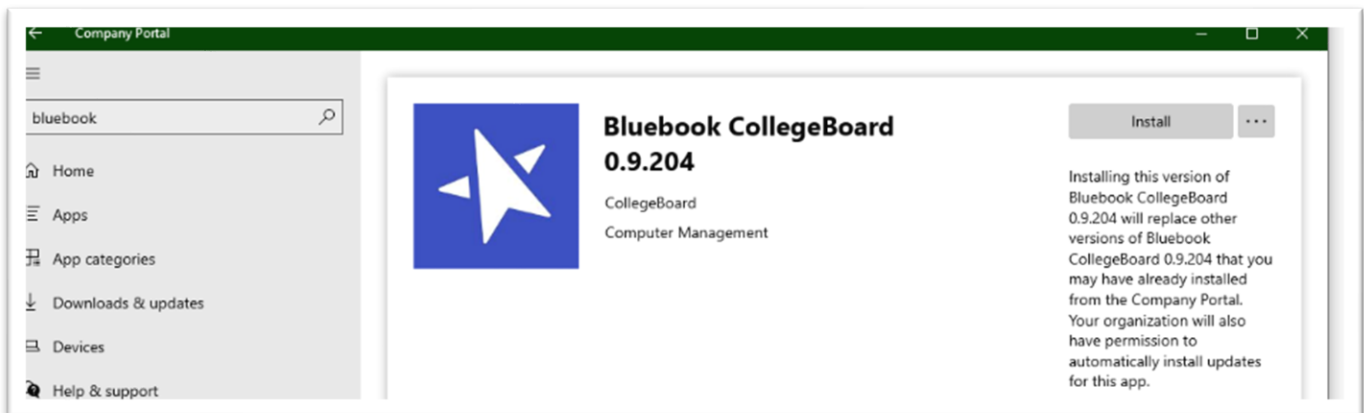 Company Portal
bluebook
Home
Apps
App categories
Downloads & updates
Devices
Help & support
Bluebook CollegeBoard
0.9.204
CollegeBoard
Computer Management
Install
Installing this version of
Bluebook CollegeBoard
0.9.204 will replace other
versions of Bluebook
CollegeBoard 0.9.204 that you
may have already installed
from the Company Portal.
Your organization will also
have permission to
automatically install updates
for this app.